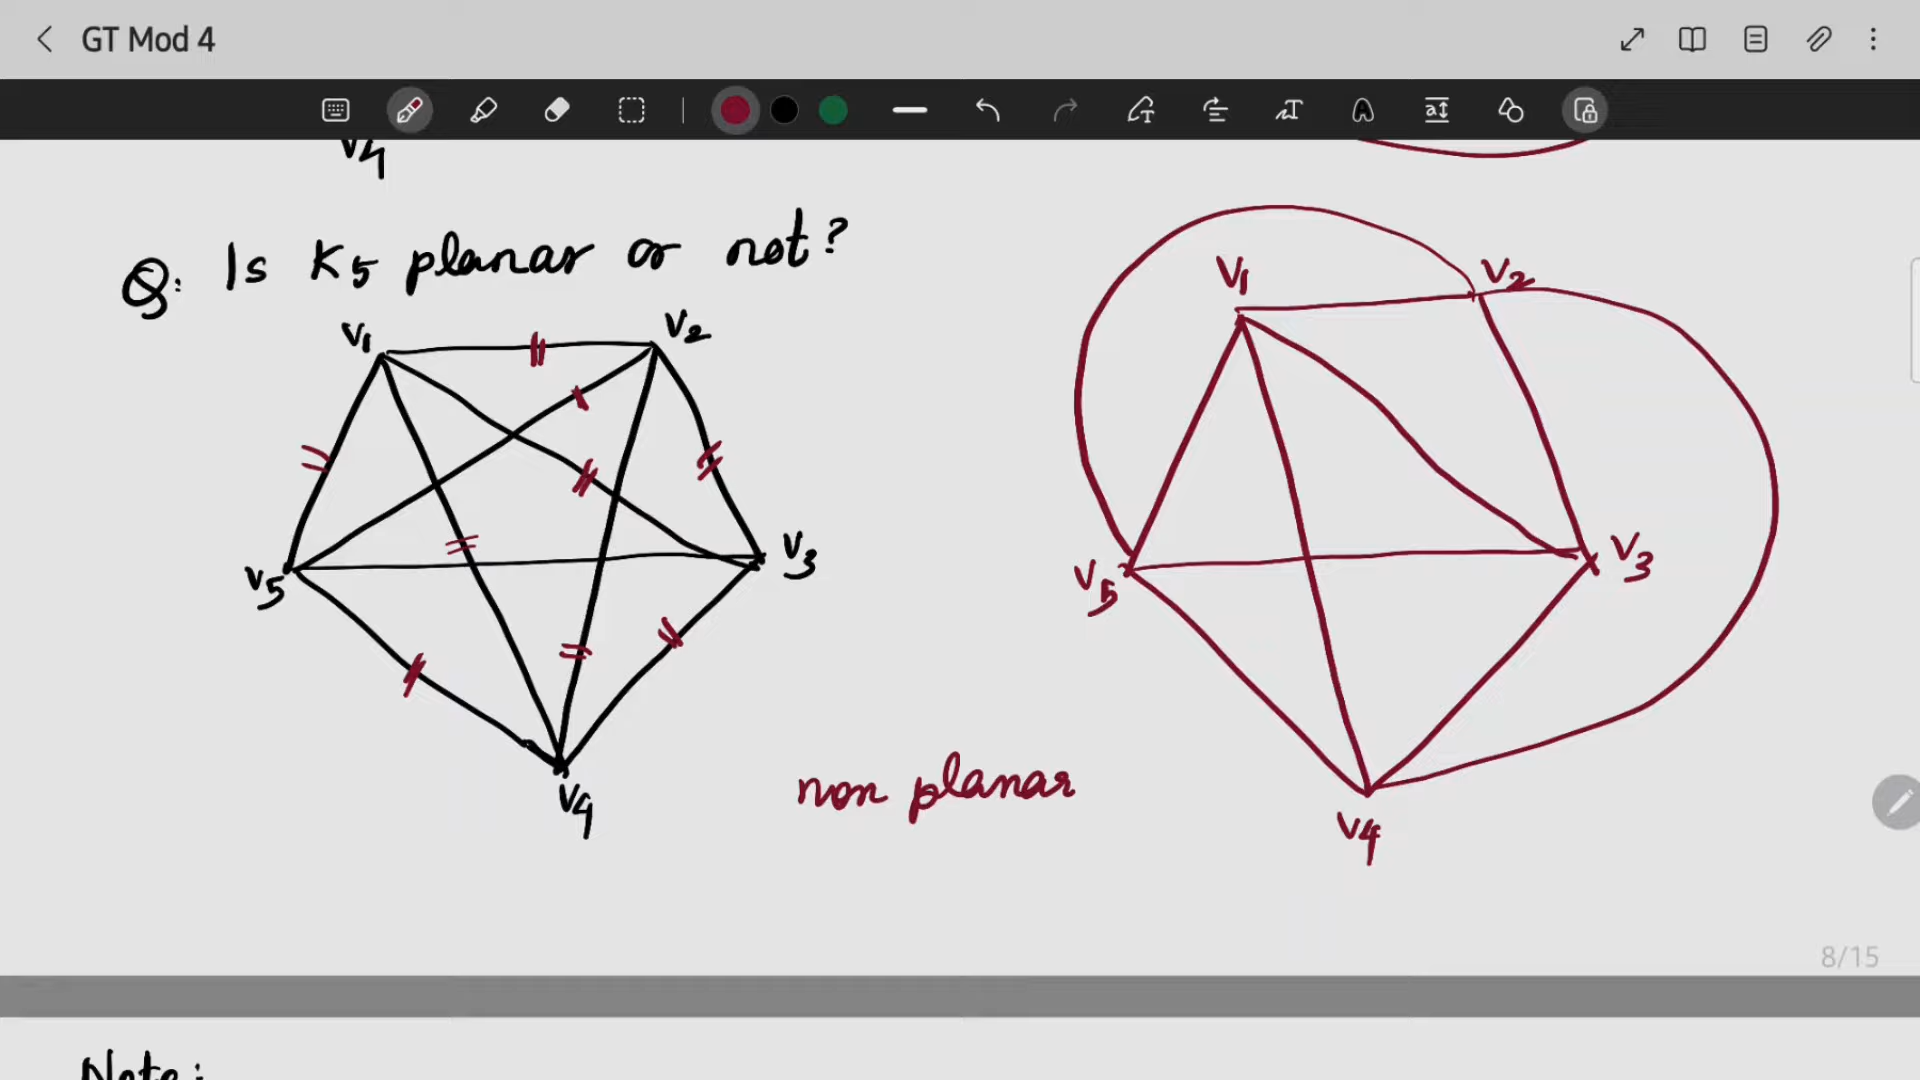 GT Mod 4
V4
Q: Is K5 planar or not?
V1
V2
V3
V4
V5
V1
V2
V3
V4
V5
non planar
8/15
Note: